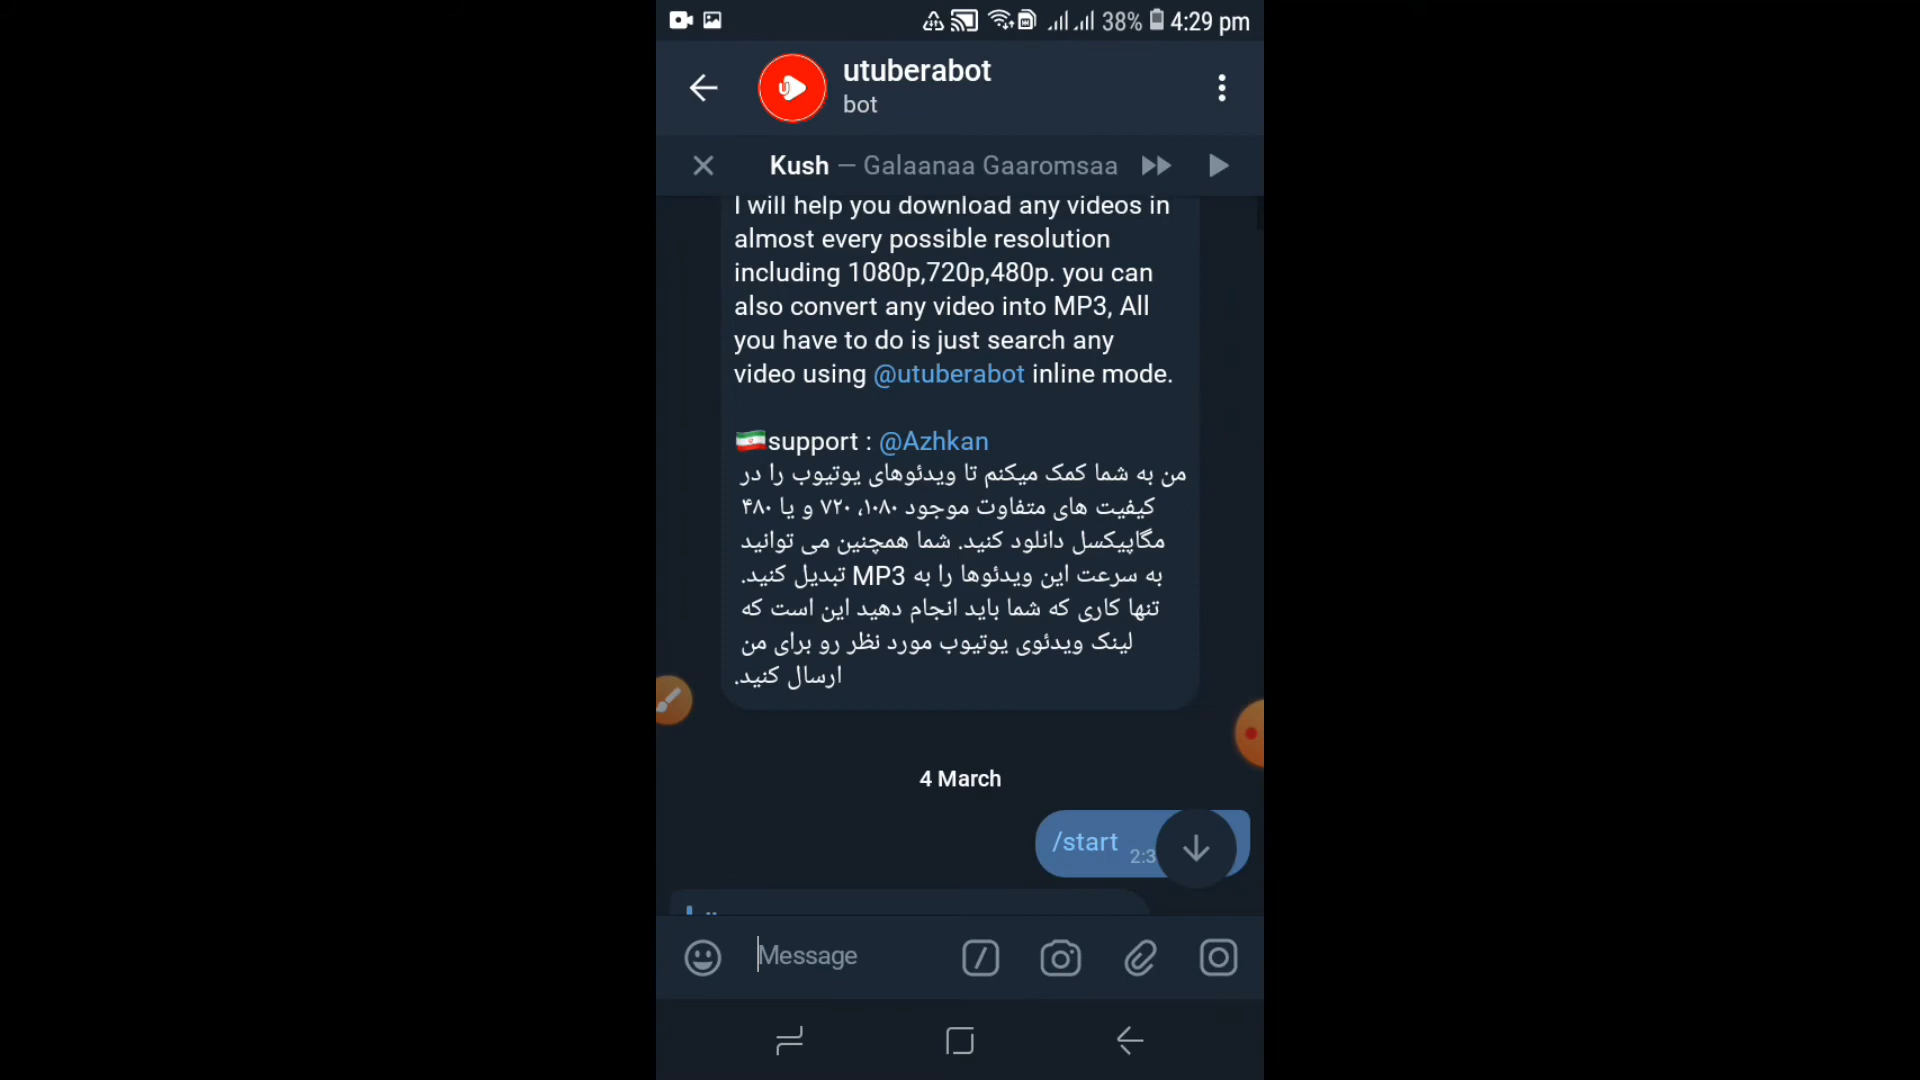 38% 4:29 pm
utuberabot
bot
Kush — Galaanaa Gaaromsaa
I will help you download any videos in
almost every possible resolution
including 1080p,720p,480p. you can
also convert any video into MP3, All
you have to do is just search any
video using @utuberabot inline mode.
🇮🇷support : @Azhkan
من به شما کمک میکنم تا ویدئوهای یوتیوب را در
کیفیت های متفاوت موجود ۱۰۸۰، ۷۲۰ و یا ۴۸۰
مگاپیکسل دانلود کنید. شما همچنین می توانید
به سرعت این ویدئوها را به MP3 تبدیل کنید.
تنها کاری که شما باید انجام دهید این است که
لینک ویدئوی یوتیوب مورد نظر رو برای من
ارسال کنید.
4 March
/start
Message